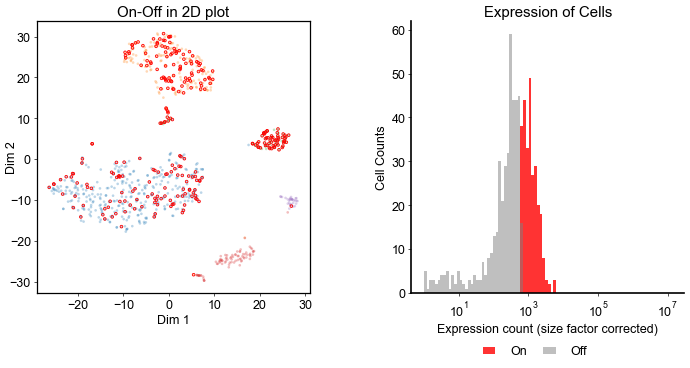 On-Off in 2D plot
Dim 2
30
20
10
0
−10
−20
−30
−20 −10 0 10 20 30
Dim 1
Expression of Cells
Cell Counts
60
50
40
30
20
10
0
10^1 10^3 10^5 10^7
Expression count (size factor corrected)
On Off